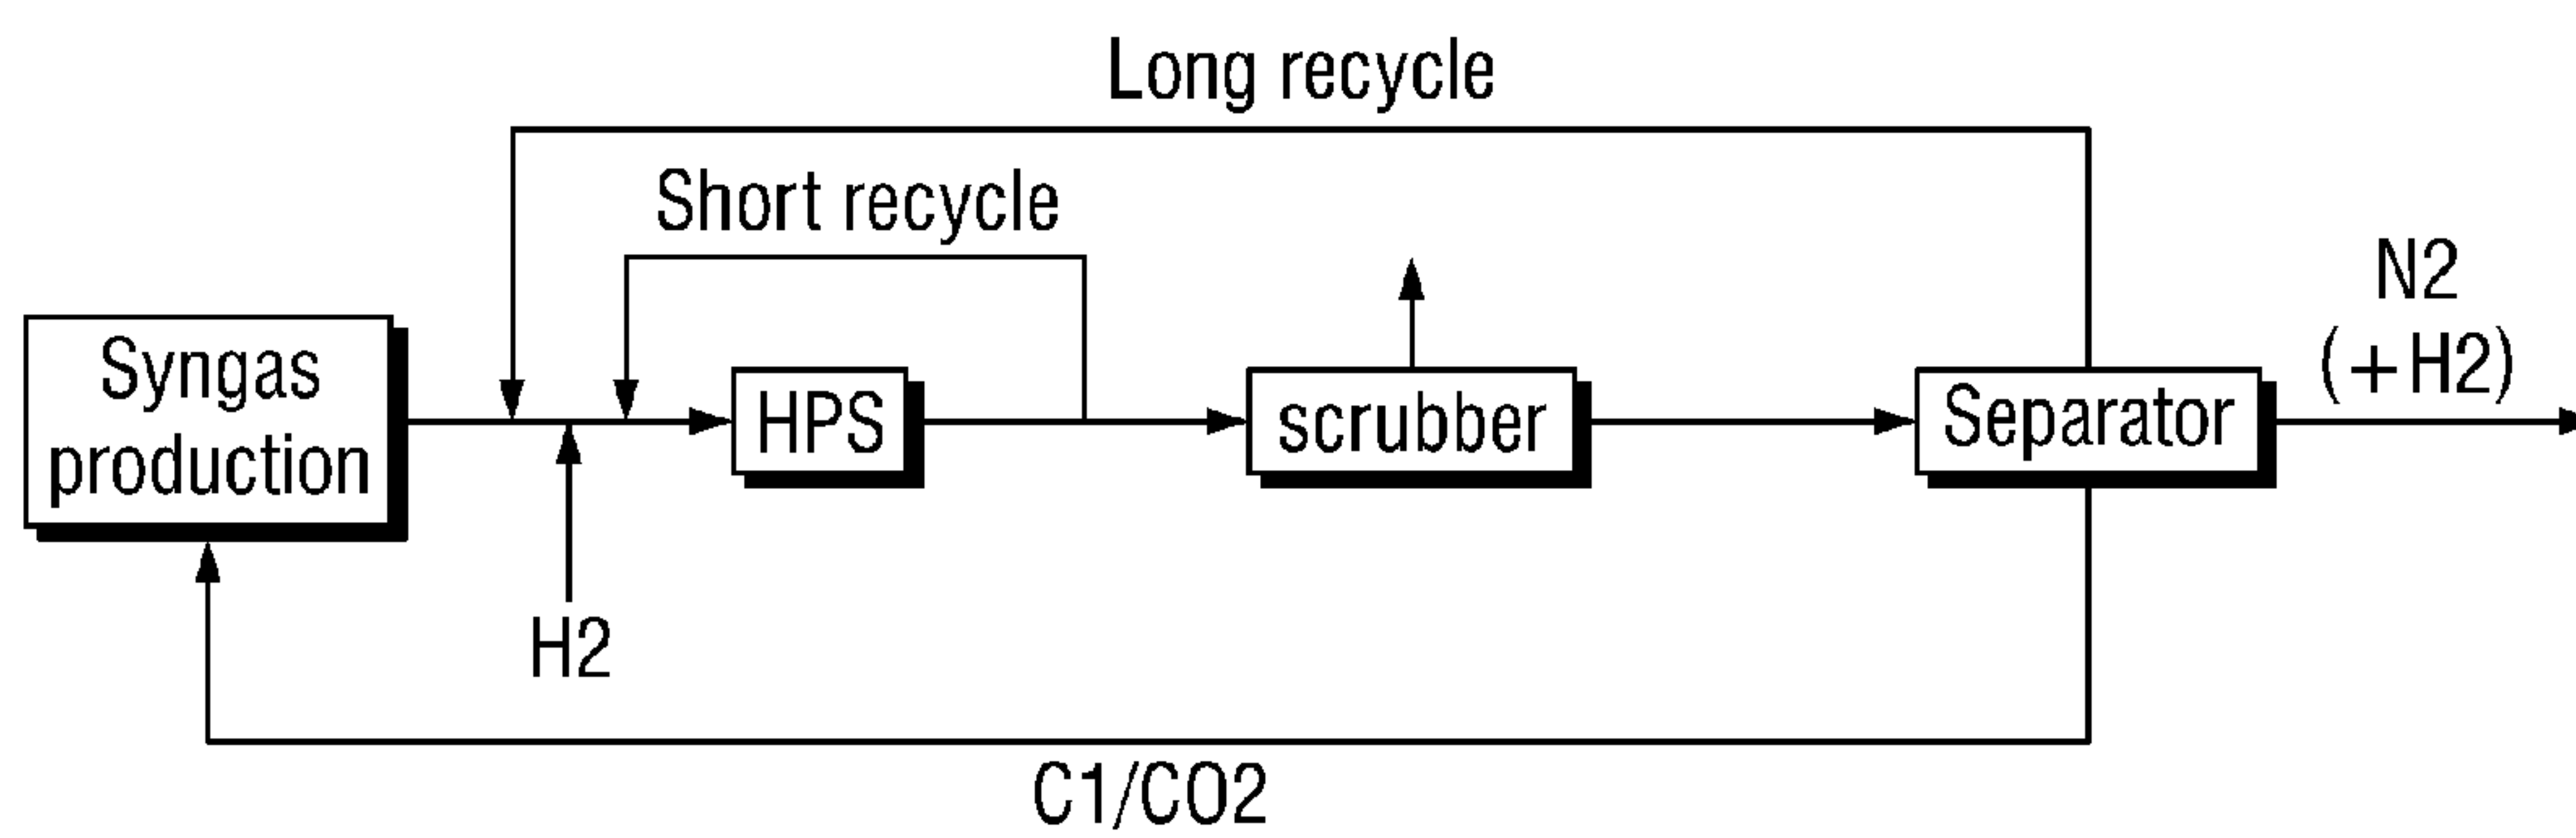 Long recycle
Short recycle
N2
(+H2)
Syngas
production
HPS
scrubber
Separator
H2
C1/CO2